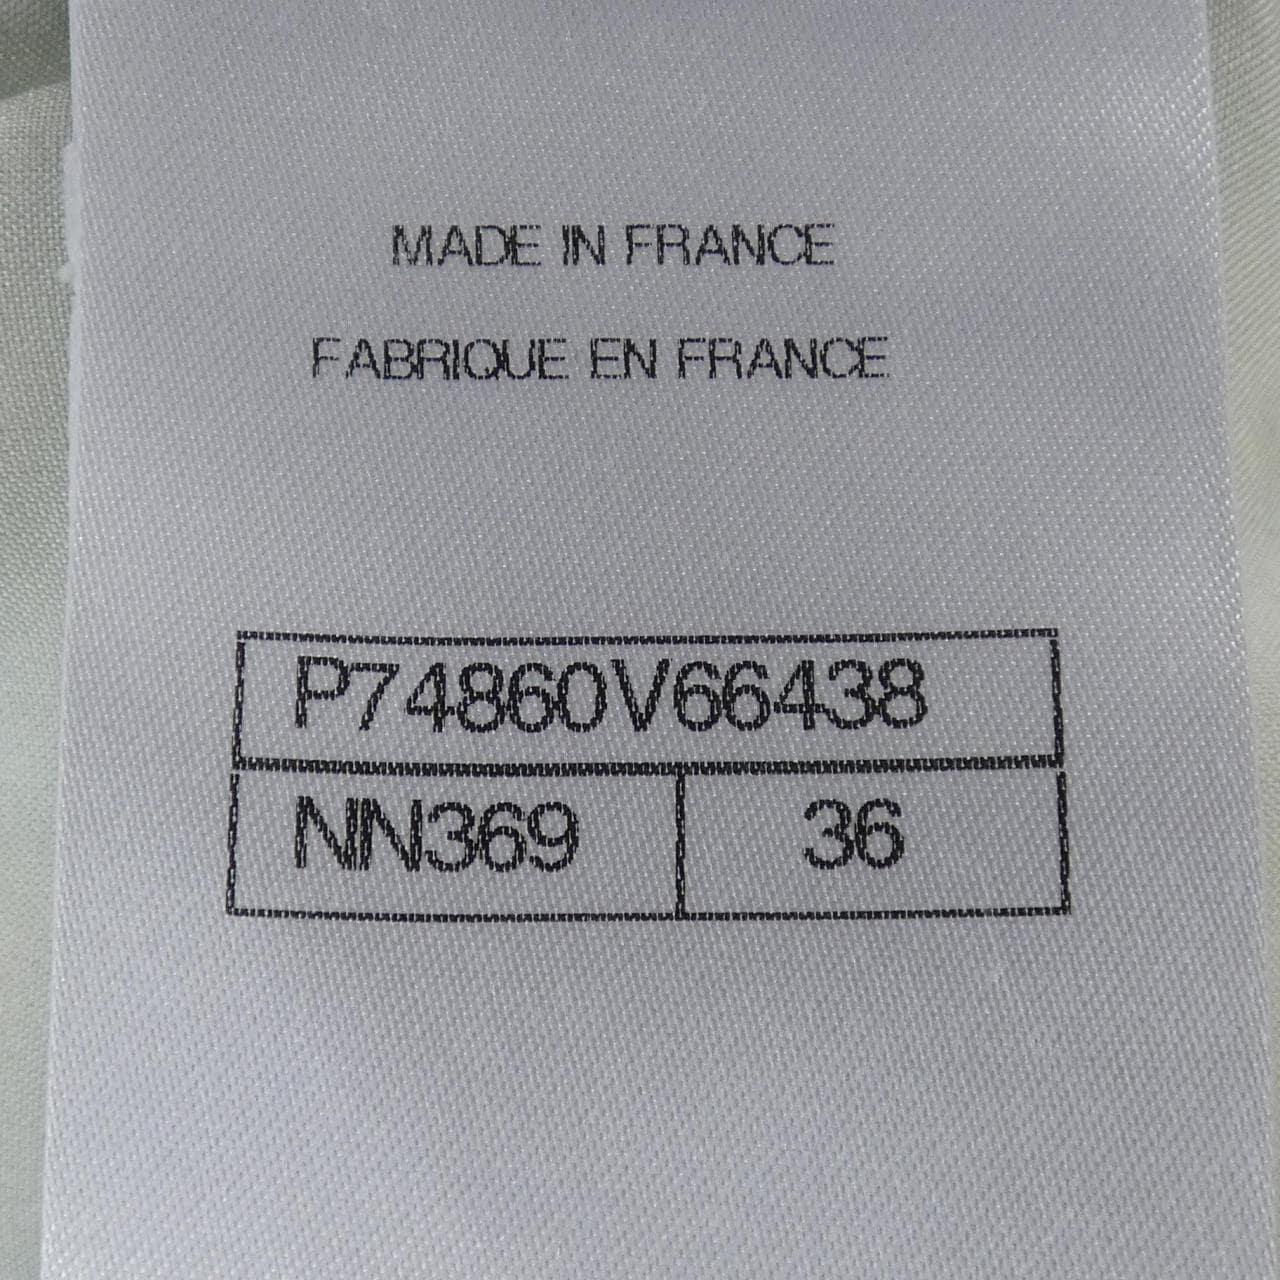 MADE IN FRANCE
FABRIQUE EN FRANCE
P74860V66438
NN369 36